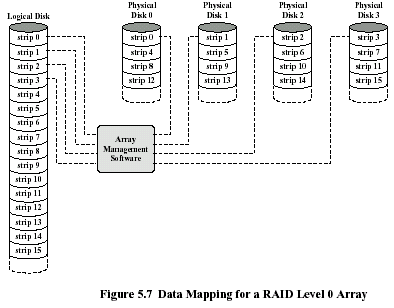 Logical Disk
strip 0
strip 1
strip 2
strip 3
strip 4
strip 5
strip 6
strip 7
strip 8
strip 9
strip 10
strip 11
strip 12
strip 13
strip 14
strip 15
Physical
Disk 0
strip 0
strip 4
strip 8
strip 12
Physical
Disk 1
strip 1
strip 5
strip 9
strip 13
Physical
Disk 2
strip 2
strip 6
strip 10
strip 14
Physical
Disk 3
strip 3
strip 7
strip 11
strip 15
Array
Management
Software
Figure 5.7 Data Mapping for a RAID Level 0 Array